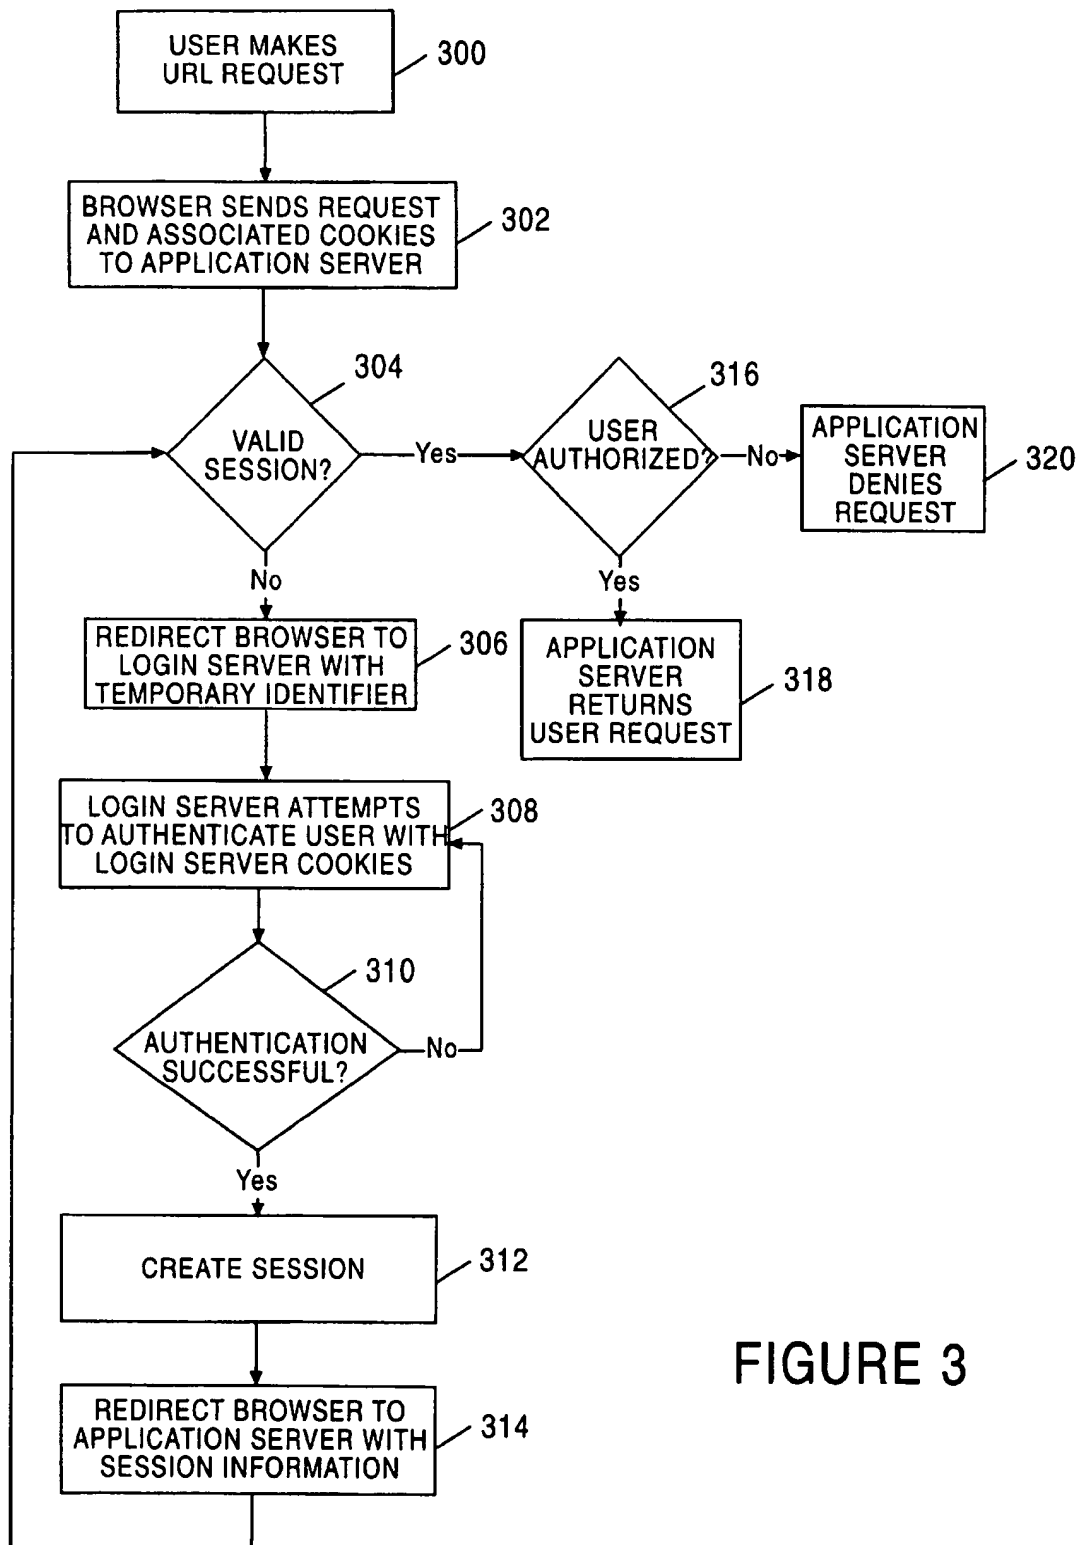 USER MAKES
URL REQUEST
300
BROWSER SENDS REQUEST
AND ASSOCIATED COOKIES
TO APPLICATION SERVER
302
304
VALID
SESSION?
Yes
316
USER
AUTHORIZED?
No
APPLICATION
SERVER
DENIES
REQUEST
320
No
Yes
REDIRECT BROWSER TO
LOGIN SERVER WITH
TEMPORARY IDENTIFIER
306
APPLICATION
SERVER
RETURNS
USER REQUEST
318
LOGIN SERVER ATTEMPTS
TO AUTHENTICATE USER WITH
LOGIN SERVER COOKIES
308
310
AUTHENTICATION
SUCCESSFUL?
No
Yes
CREATE SESSION
312
REDIRECT BROWSER TO
APPLICATION SERVER WITH
SESSION INFORMATION
314
FIGURE 3